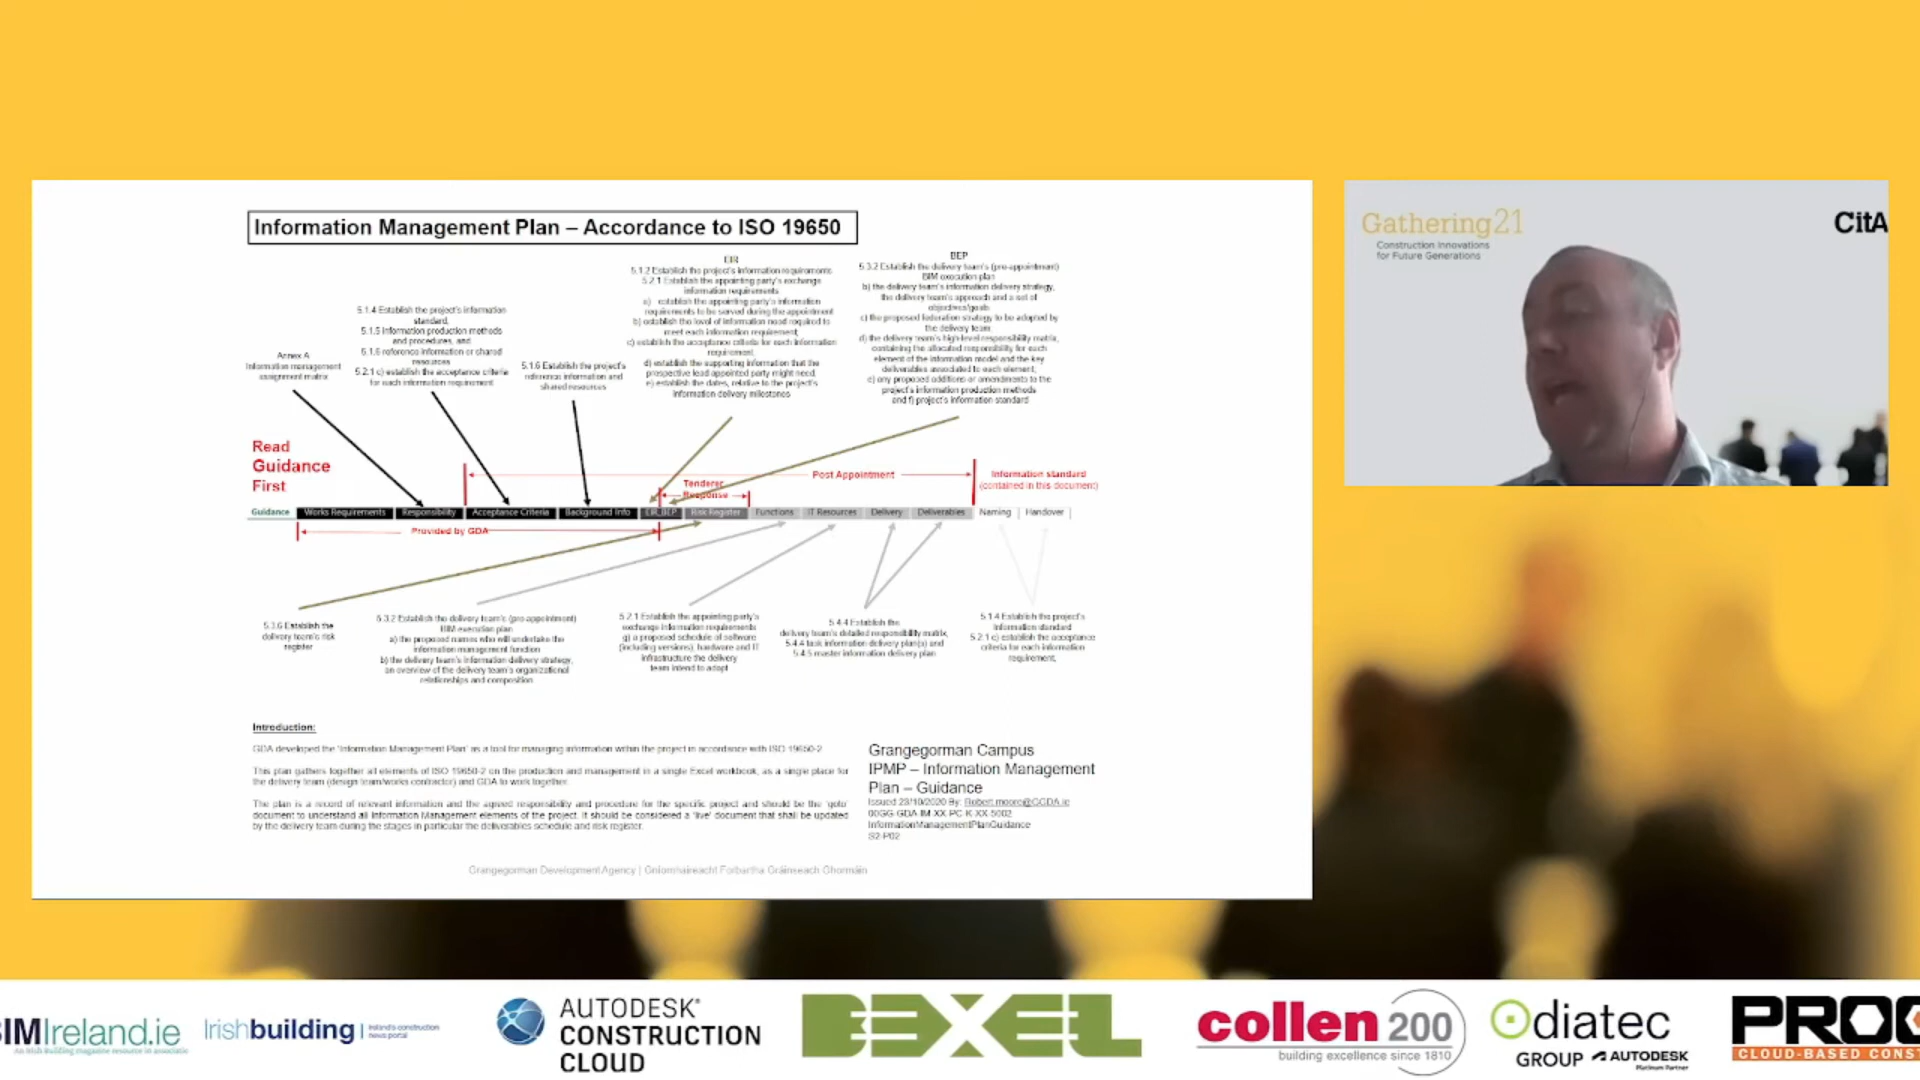 Information Management Plan – Accordance to ISO 19650
EIR
5.1.2 Establish the project's information requirements
5.2.1 Establish the appointing party's exchange
information requirements
a) establish the appointing party's information
requirements to be served during the appointment
b) establish the level of information need required to
meet each information requirement;
c) establish the acceptance criteria for each information
requirement
d) establish the supporting information that the
prospective lead appointed party might need,
e) establish the dates, relative to the project's
information delivery milestones
BEP
5.3.2 Establish the delivery team's (pre-appointment)
BIM execution plan
b) the delivery team's information delivery strategy,
the delivery team's approach and a set of
objectives/goals
c) the proposed federation strategy to be adopted by
the delivery team
d) the delivery team's high-level responsibility matrix,
containing the allocated responsibility for each
element of the information model and the key
deliverables associated to each element,
e) any proposed additions or amendments to the
project's information production methods
and f) project's information standard
5.1.4 Establish the project's information
standard,
5.1.5 information production methods
and procedures, and
5.1.6 reference information or shared
resources
5.2.1 c) establish the acceptance criteria
for each information requirement
Annex A
Information management
assignment matrix
5.1.6 Establish the project's
reference information and
shared resources
Read
Guidance
First
Post Appointment
Information standard
(contained in this document)
Tenderer
Response
Guidance
Works Requirements
Responsibility
Acceptance Criteria
Background Info
EIR_BEP
Risk Register
Functions
IT Resources
Delivery
Deliverables
Naming
Handover
Provided by GDA
5.3.6 Establish the
delivery team's risk
register
5.3.2 Establish the delivery team's (pre-appointment)
BIM execution plan
a) the proposed names who will undertake the
information management function
b) the delivery team's information delivery strategy,
an overview of the delivery team's organizational
relationships and composition
5.2.1 Establish the appointing party's
exchange information requirements
g) a proposed schedule of software
(including versions), hardware and IT
infrastructure the delivery
team intend to adopt
5.4.4 Establish the
delivery team's detailed responsibility matrix,
5.4.4 task information delivery plan(s) and
5.4.5 master information delivery plan
5.1.4 Establish the project's
information standard
5.2.1 c) establish the acceptance
criteria for each information
requirement,
Introduction:
GDA developed the 'Information Management Plan' as a tool for managing information within the project in accordance with ISO 19650-2
This plan gathers together all elements of ISO 19650-2 on the production and management in a single Excel workbook, as a single place for
the delivery team (design team/works contractor) and GDA to work together.
The plan is a record of relevant information and the agreed responsibility and procedure for the specific project and should be the 'goto'
document to understand all Information Management elements of the project. It should be considered a 'live' document that shall be updated
by the delivery team during the stages in particular the deliverables schedule and risk register.
Grangegorman Campus
IPMP – Information Management
Plan – Guidance
Issued 23/10/2020 By: Robert.moore@GGDA.ie
00GG-GDA-IM-XX-PC-K-XX-5002
InformationManagementPlanGuidance
S2-P02
Grangegorman Development Agency | Gníomhaireacht Forbartha Ghráinseach Ghormáin
Gathering21
Construction Innovations
for Future Generations
CitA
BIMIreland.ie
An Irish building magazine resource in associatio
Irishbuilding
Ireland's construction
news portal
AUTODESK®
CONSTRUCTION
CLOUD
BEXEL
collen 200
building excellence since 1810
diatec
GROUP
AUTODESK
Platinum Partner
PROC
CLOUD-BASED CONS